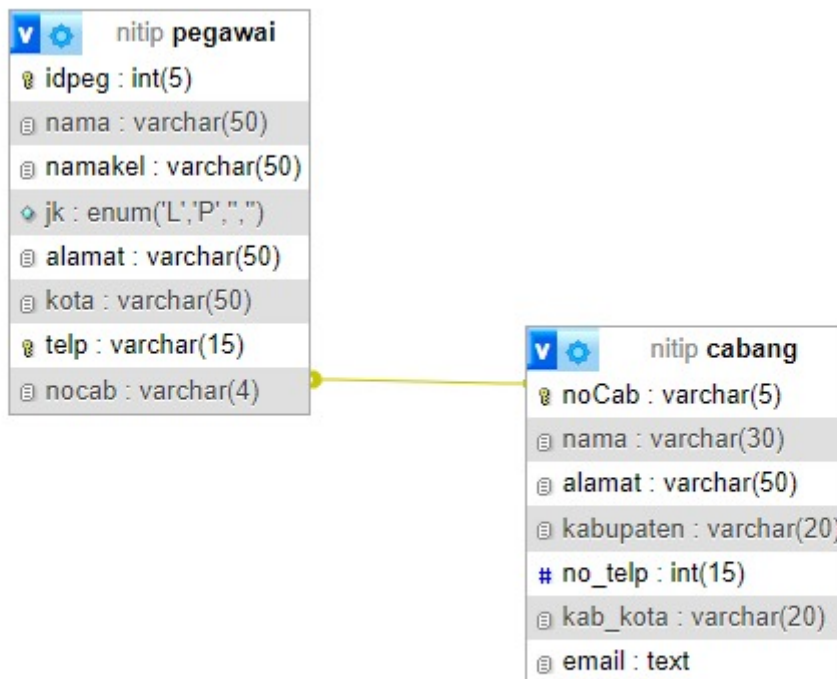 v nitip pegawai
idpeg : int(5)
nama : varchar(50)
namakel : varchar(50)
jk : enum('L','P','','')
alamat : varchar(50)
kota : varchar(50)
telp : varchar(15)
nocab : varchar(4)
v nitip cabang
noCab : varchar(5)
nama : varchar(30)
alamat : varchar(50)
kabupaten : varchar(20)
# no_telp : int(15)
kab_kota : varchar(20)
email : text